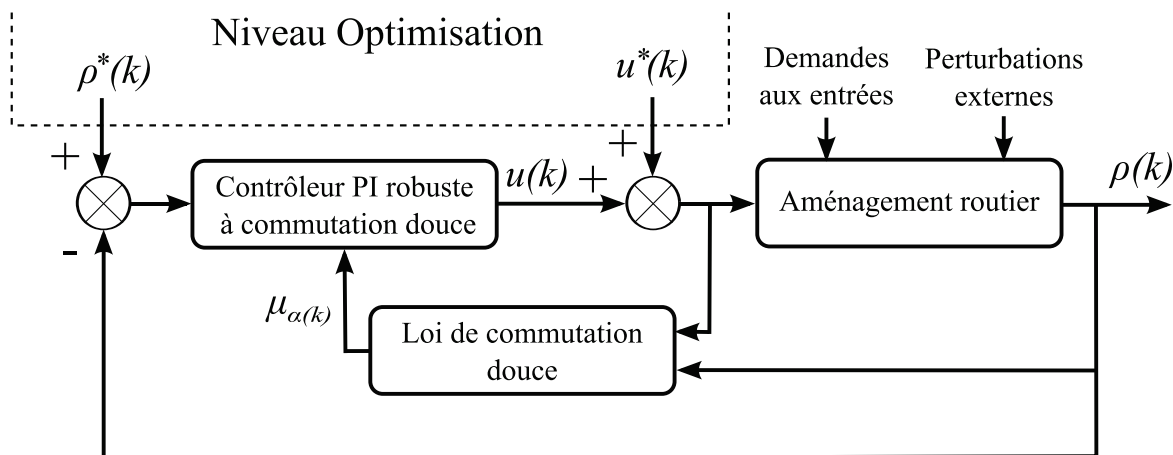 Niveau Optimisation
ρ*(k)
u*(k)
Demandes
aux entrées
Perturbations
externes
+
-
Contrôleur PI robuste
à commutation douce
u(k)
+
+
Aménagement routier
ρ(k)
μα(k)
Loi de commutation
douce